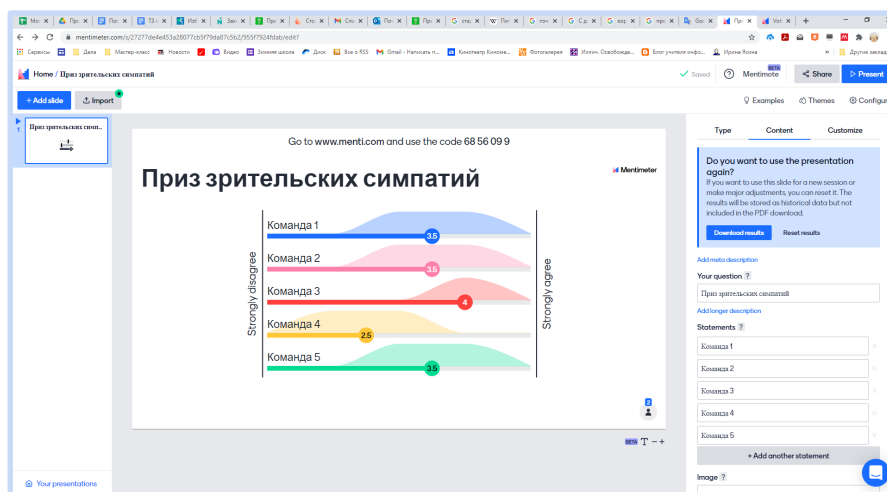 mentimeter.com/s/27277de4e453a28077cb5f79da87c5b2/955f7924fdab/edit?
Сервисы
Дела
Мастер-класс
Новости
Видео
Зимняя школа
Диск
Все о RSS
Gmail - Написать п...
Кинотеатр Киномe...
Фотогалерея
Иллич. Освобожде...
Блог учителя инфо...
Ирина Яоина
»
Другие заклад
Home / Приз зрительских симпатий
Saved
Mentimote
BETA
Share
Present
+ Add slide
Import
Examples
Themes
Configur
1
Приз зрительских симп...
Go to www.menti.com and use the code 68 56 09 9
Приз зрительских симпатий
Mentimeter
Strongly disagree
Команда 1
3.5
Команда 2
3.5
Команда 3
4
Команда 4
2.5
Команда 5
3.5
Strongly agree
2
BETA T − +
Your presentations
Type
Content
Customize
Do you want to use the presentation
again?
If you want to use this slide for a new session or
make major adjustments, you can reset it. The
results will be stored as historical data but not
included in the PDF download.
Download results
Reset results
Add meta description
Your question ?
Приз зрительских симпатий
Add longer description
Statements ?
Команда 1
Команда 2
Команда 3
Команда 4
Команда 5
+ Add another statement
Image ?